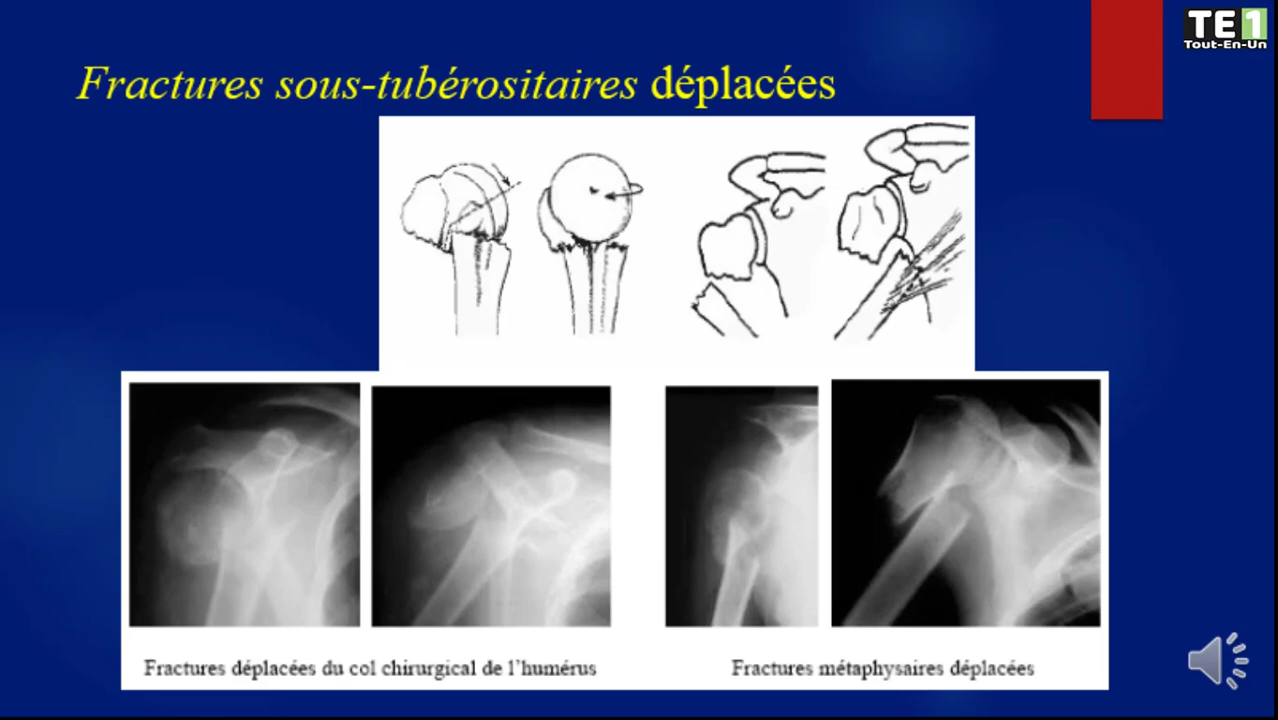 TE1
Tout-En-Un
Fractures sous-tubérositaires déplacées
Fractures déplacées du col chirurgical de l'humérus
Fractures métaphysaires déplacées